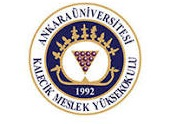 ANKARA ÜNİVERSİTESİ
KALECİK MESLEK YÜKSEKOKULU
1992